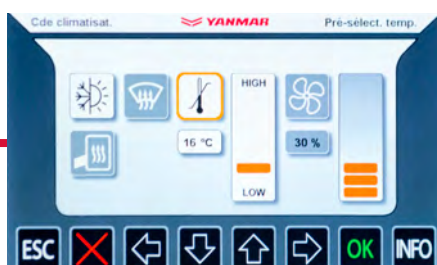 Cde climatisat. YANMAR Pré-sélect. temp.
HIGH
16 °C 30 %
LOW
ESC OK INFO